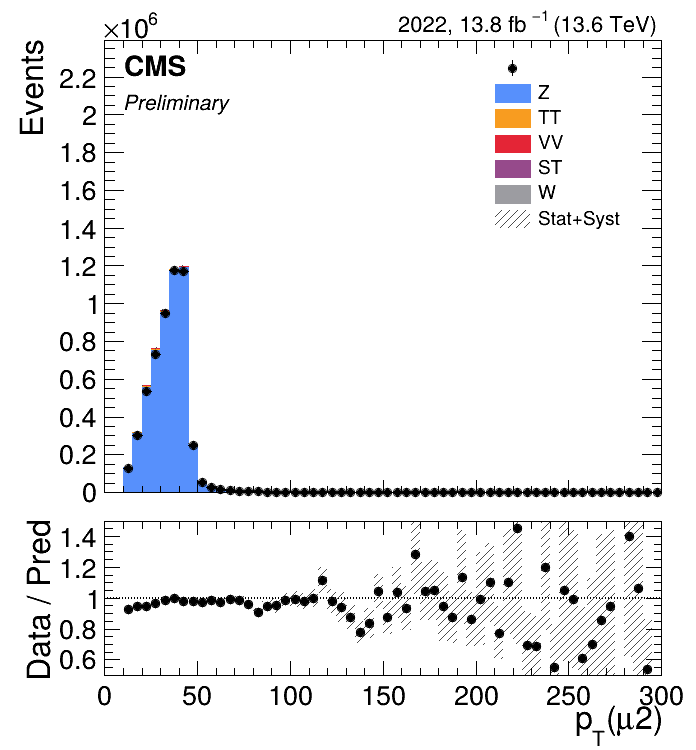 ×10⁶
2022, 13.8 fb ⁻¹ (13.6 TeV)
Events
CMS
Preliminary
Z
TT
VV
ST
W
Stat+Syst
2.2
2
1.8
1.6
1.4
1.2
1
0.8
0.6
0.4
0.2
0
Data / Pred
1.4
1.2
1
0.8
0.6
0 50 100 150 200 250 300
p_T(μ2)